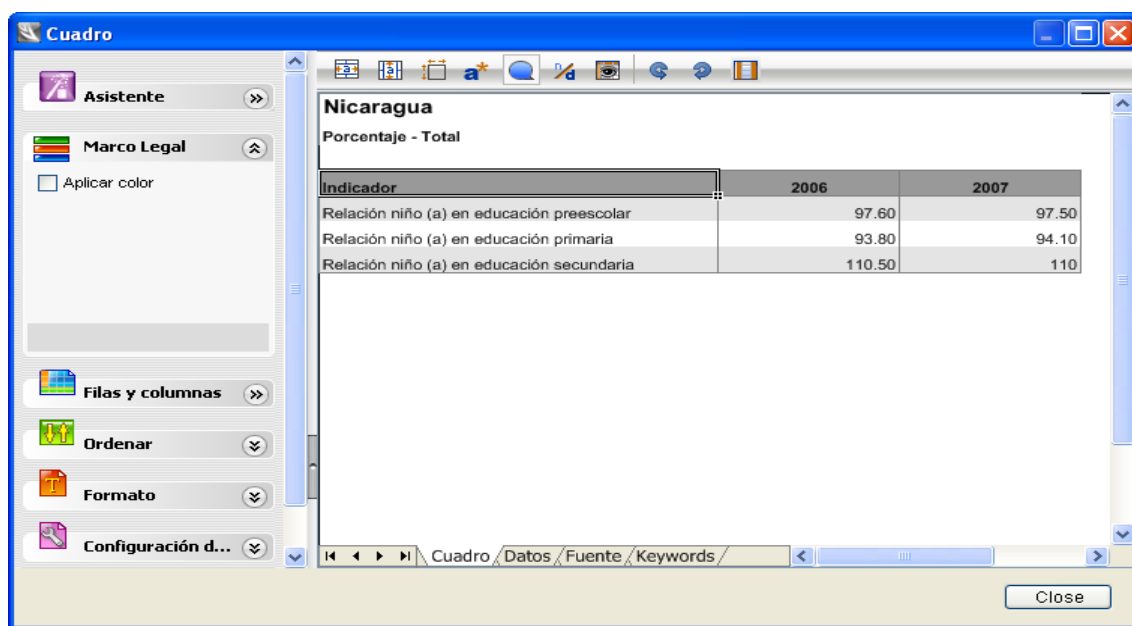 Cuadro
Asistente
Marco Legal
Aplicar color
Filas y columnas
Ordenar
Formato
Configuración d...
Nicaragua
Porcentaje - Total
Indicador 2006 2007
Relación niño (a) en educación preescolar 97.60 97.50
Relación niño (a) en educación primaria 93.80 94.10
Relación niño (a) en educación secundaria 110.50 110
Cuadro Datos Fuente Keywords
Close